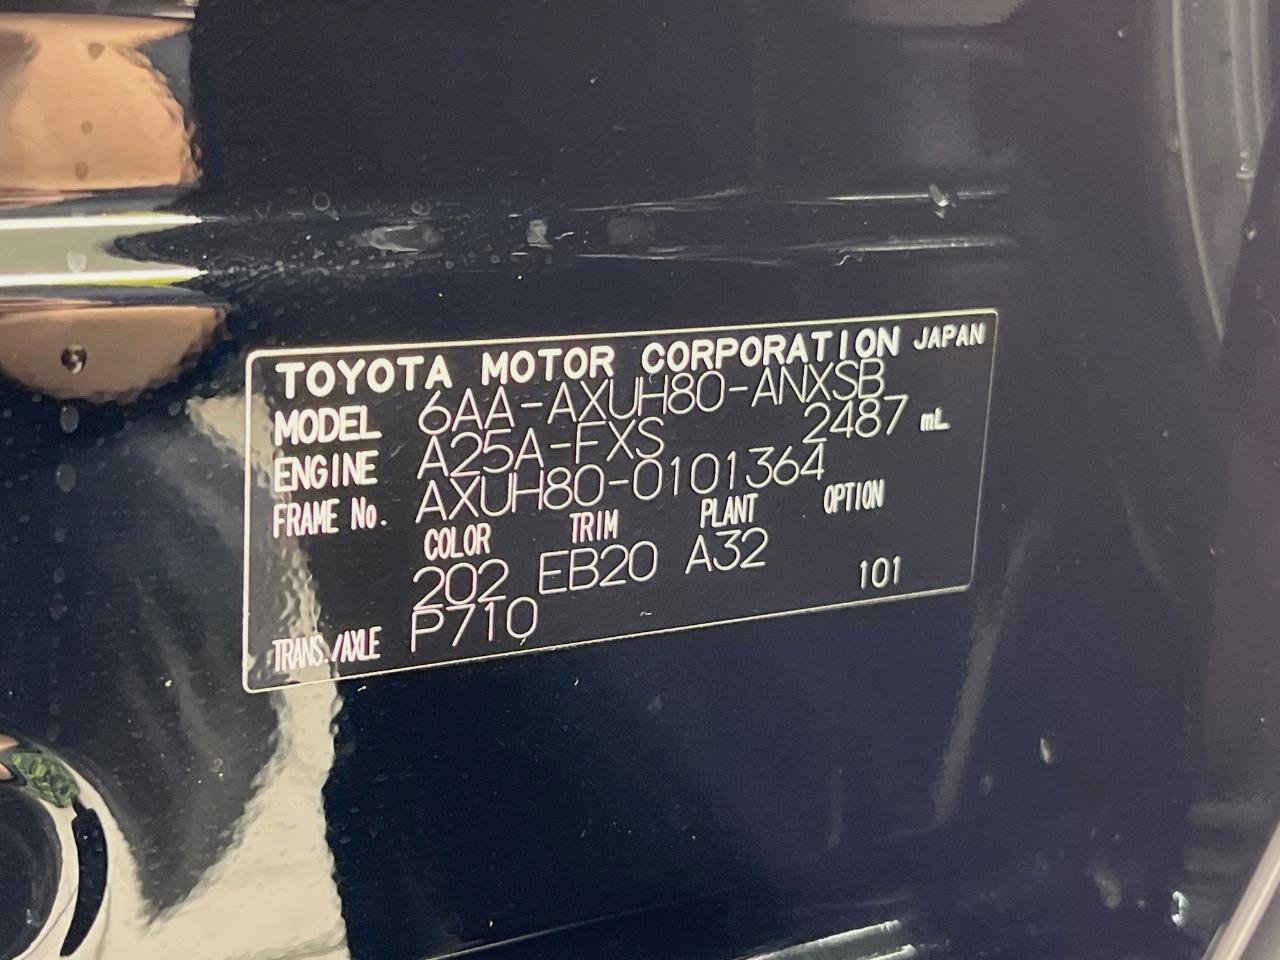 TOYOTA MOTOR CORPORATION JAPAN
MODEL 6AA-AXUH80-ANXSB
ENGINE A25A-FXS 2487 mL
FRAME No. AXUH80-0101364
COLOR TRIM PLANT OPTION
202 EB20 A32 101
TRANS./AXLE P710